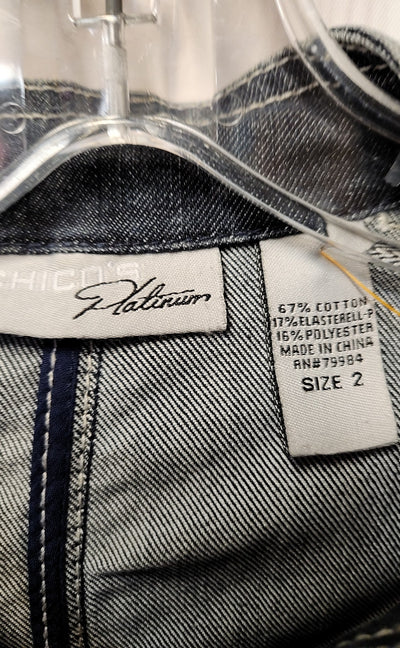 CHICO'S
Platinum
67% COTTON
17% ELASTERELL-P
16% POLYESTER
MADE IN CHINA
RN#79984
SIZE 2